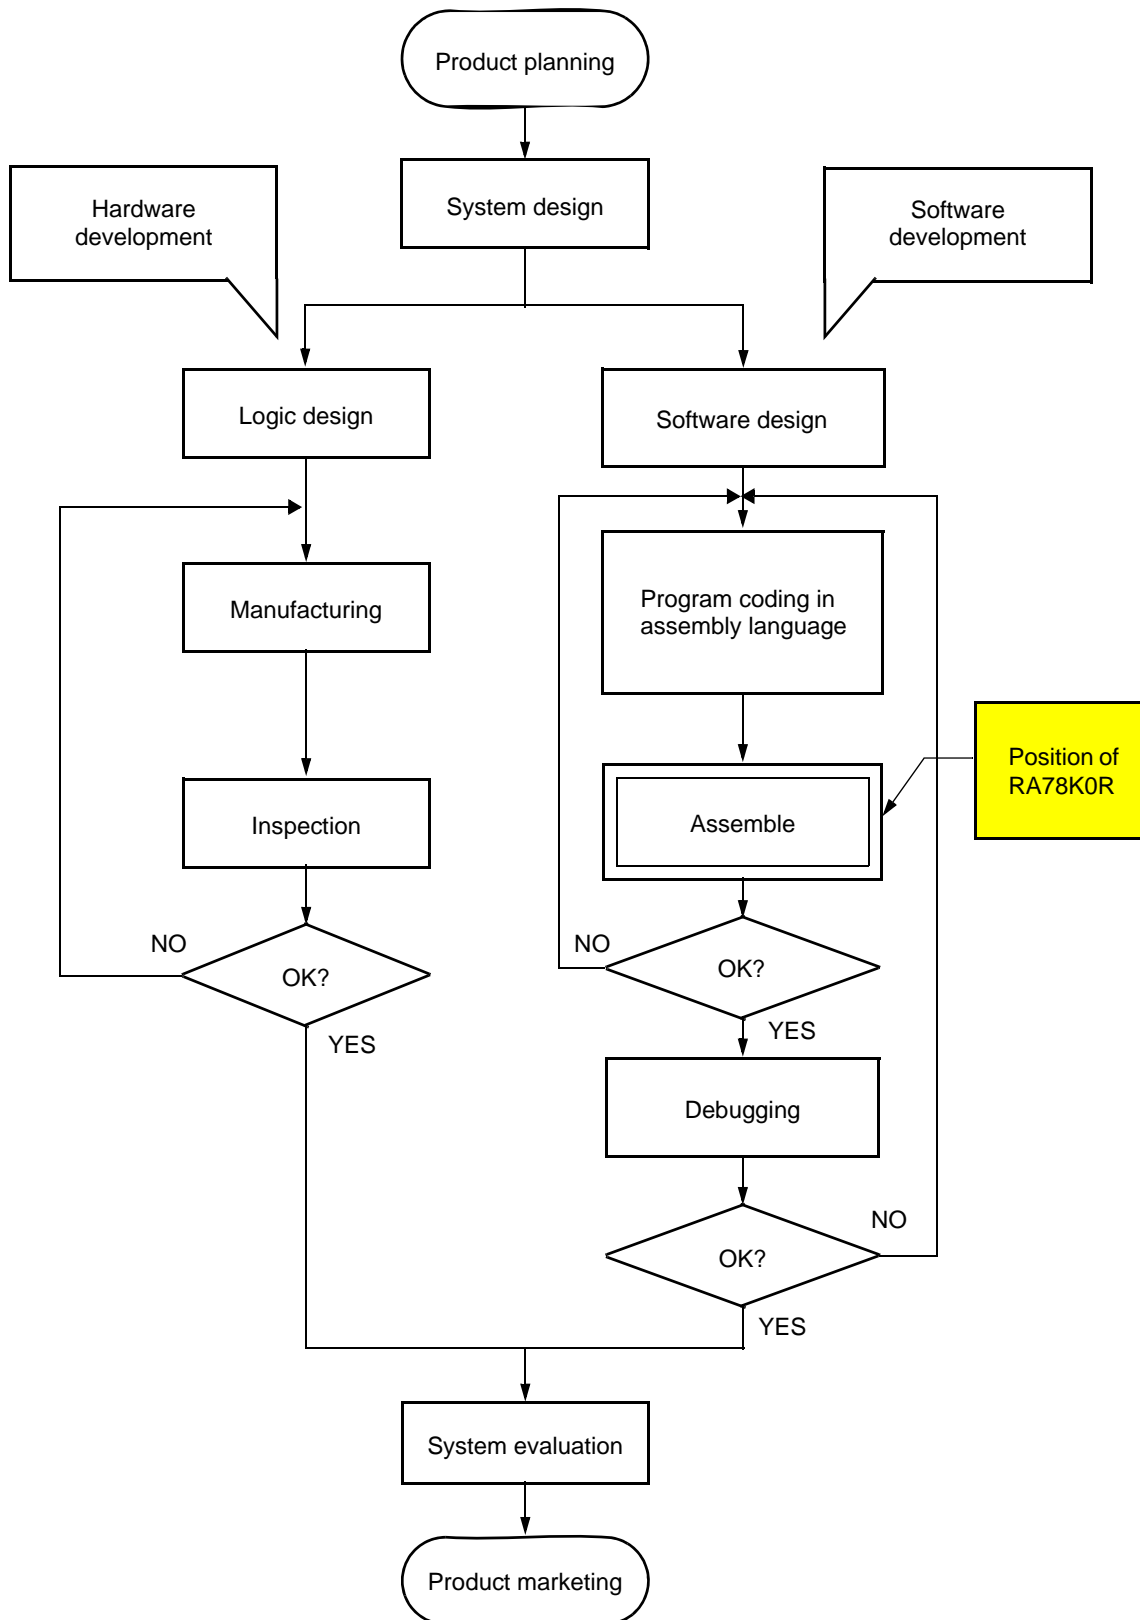 Product planning
System design
Hardware
development
Software
development
Logic design
Software design
Manufacturing
Program coding in
assembly language
Position of
RA78K0R
Inspection
Assemble
NO
OK?
YES
NO
OK?
YES
Debugging
NO
OK?
YES
System evaluation
Product marketing